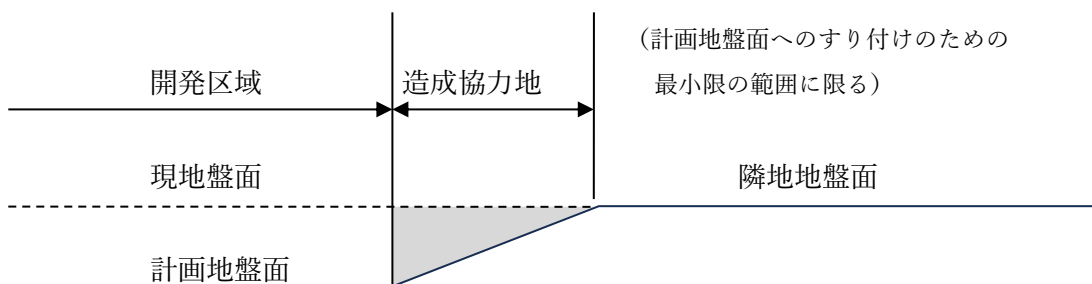 （計画地盤面へのすり付けのための
最小限の範囲に限る）
開発区域
造成協力地
現地盤面
隣地地盤面
計画地盤面